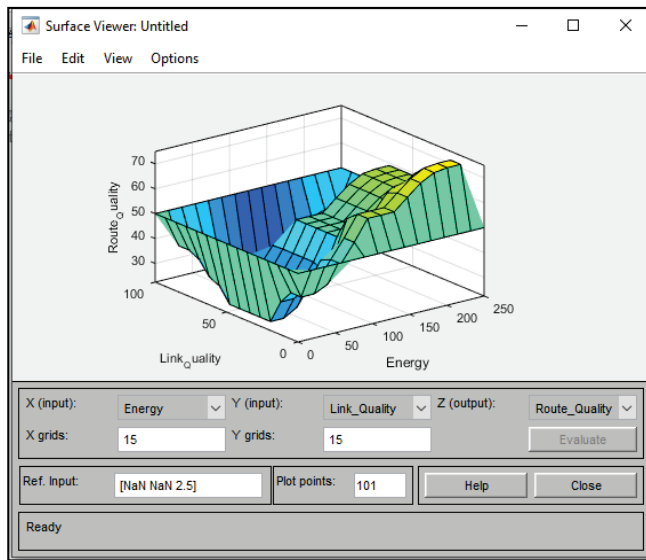 Surface Viewer: Untitled
File Edit View Options
70
60
50
40
30
Route_Quality
100
50
0
Link_Quality
0
50
100
150
200
250
Energy
X (input): Energy Y (input): Link_Quality Z (output): Route_Quality
X grids: 15 Y grids: 15 Evaluate
Ref. Input: [NaN NaN 2.5] Plot points: 101 Help Close
Ready